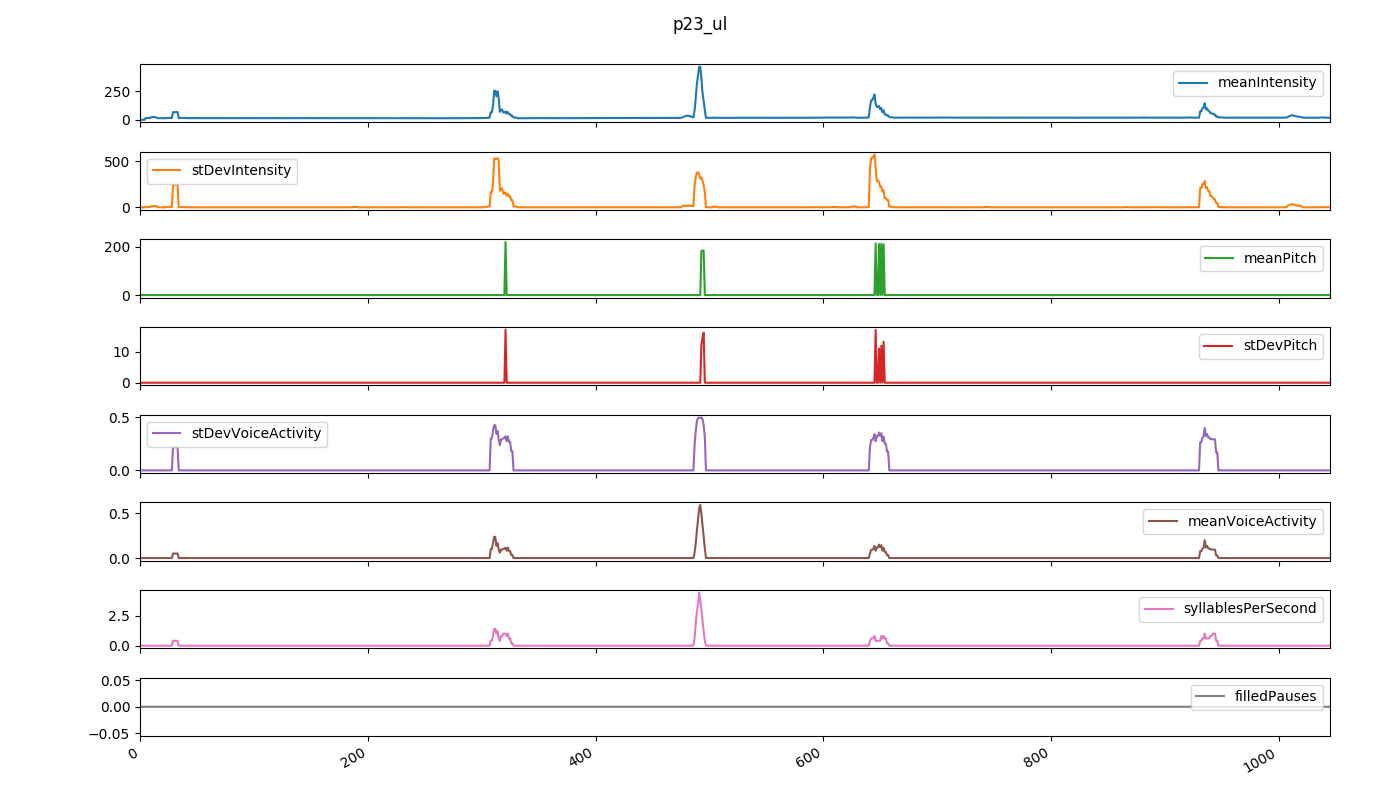 p23_ul
250
0
meanIntensity
500
0
stDevIntensity
200
0
meanPitch
10
0
stDevPitch
0.5
0.0
stDevVoiceActivity
0.5
0.0
meanVoiceActivity
2.5
0.0
syllablesPerSecond
0.05
0.00
−0.05
filledPauses
0 200 400 600 800 1000